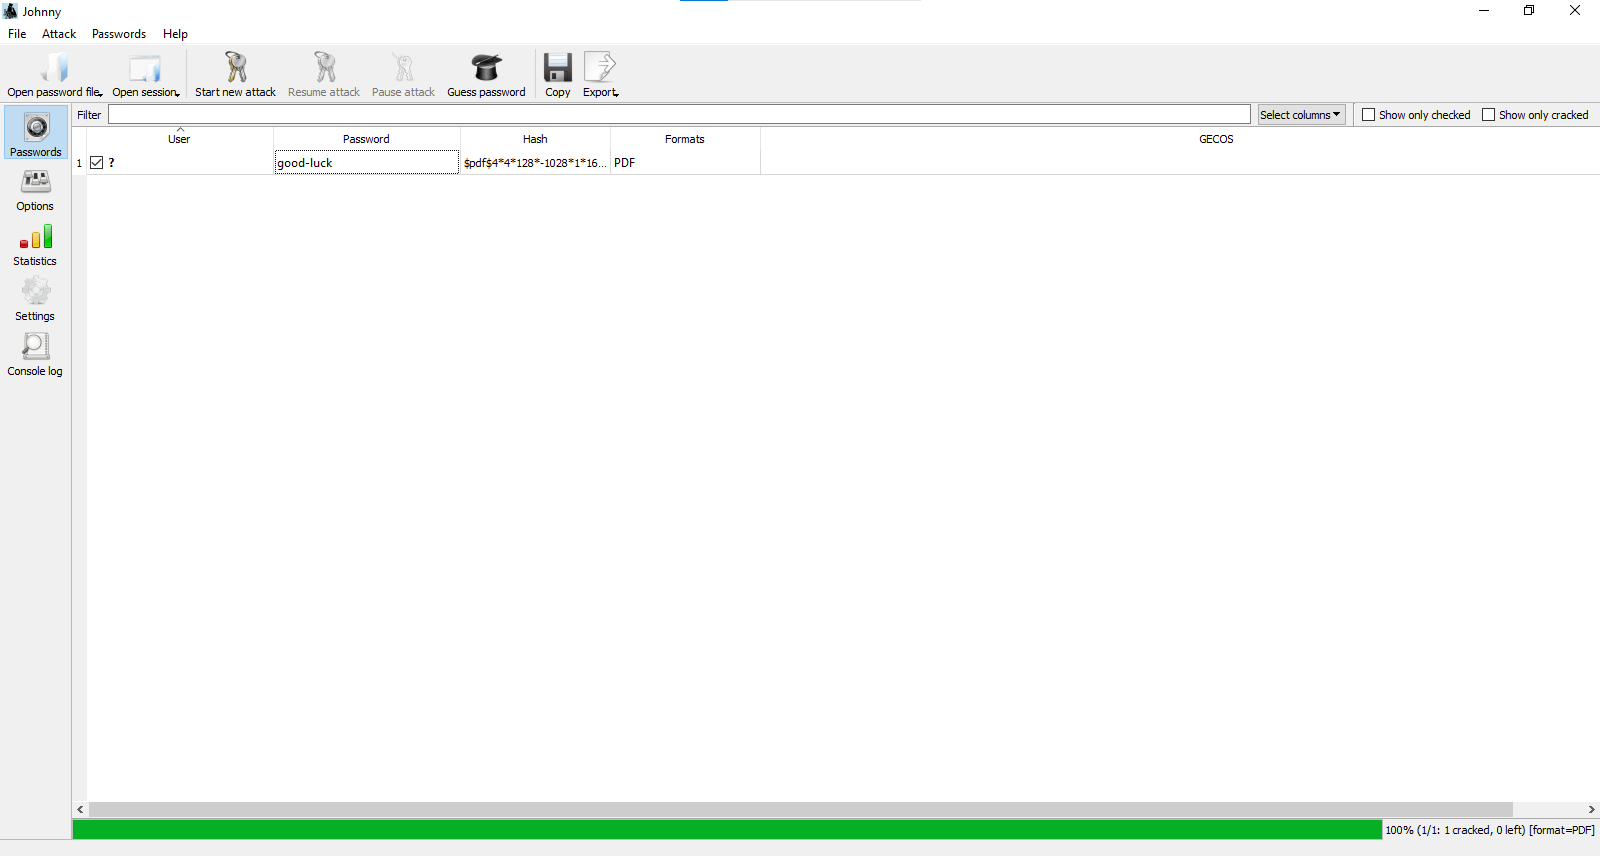 Johnny
File Attack Passwords Help
Open password file Open session Start new attack Resume attack Pause attack Guess password Copy Export
Passwords
Options
Statistics
Settings
Console log
Filter Select columns Show only checked Show only cracked
User Password Hash Formats GECOS
1 ? good-luck $pdf$4*4*128*-1028*1*16... PDF
100% (1/1: 1 cracked, 0 left) [format=PDF]